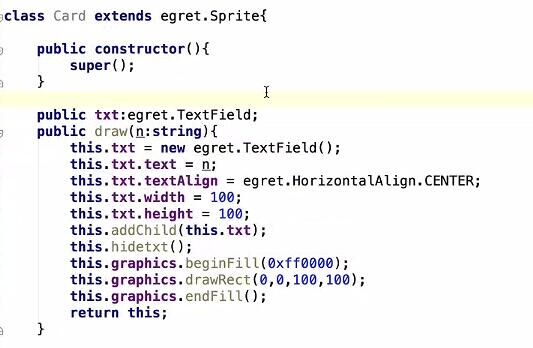 class Card extends egret.Sprite{
public constructor(){
super();
}
public txt:egret.TextField;
public draw(n:string){
this.txt = new egret.TextField();
this.txt.text = n;
this.txt.textAlign = egret.HorizontalAlign.CENTER;
this.txt.width = 100;
this.txt.height = 100;
this.addChild(this.txt);
this.hidetxt();
this.graphics.beginFill(0xff0000);
this.graphics.drawRect(0,0,100,100);
this.graphics.endFill();
return this;
}